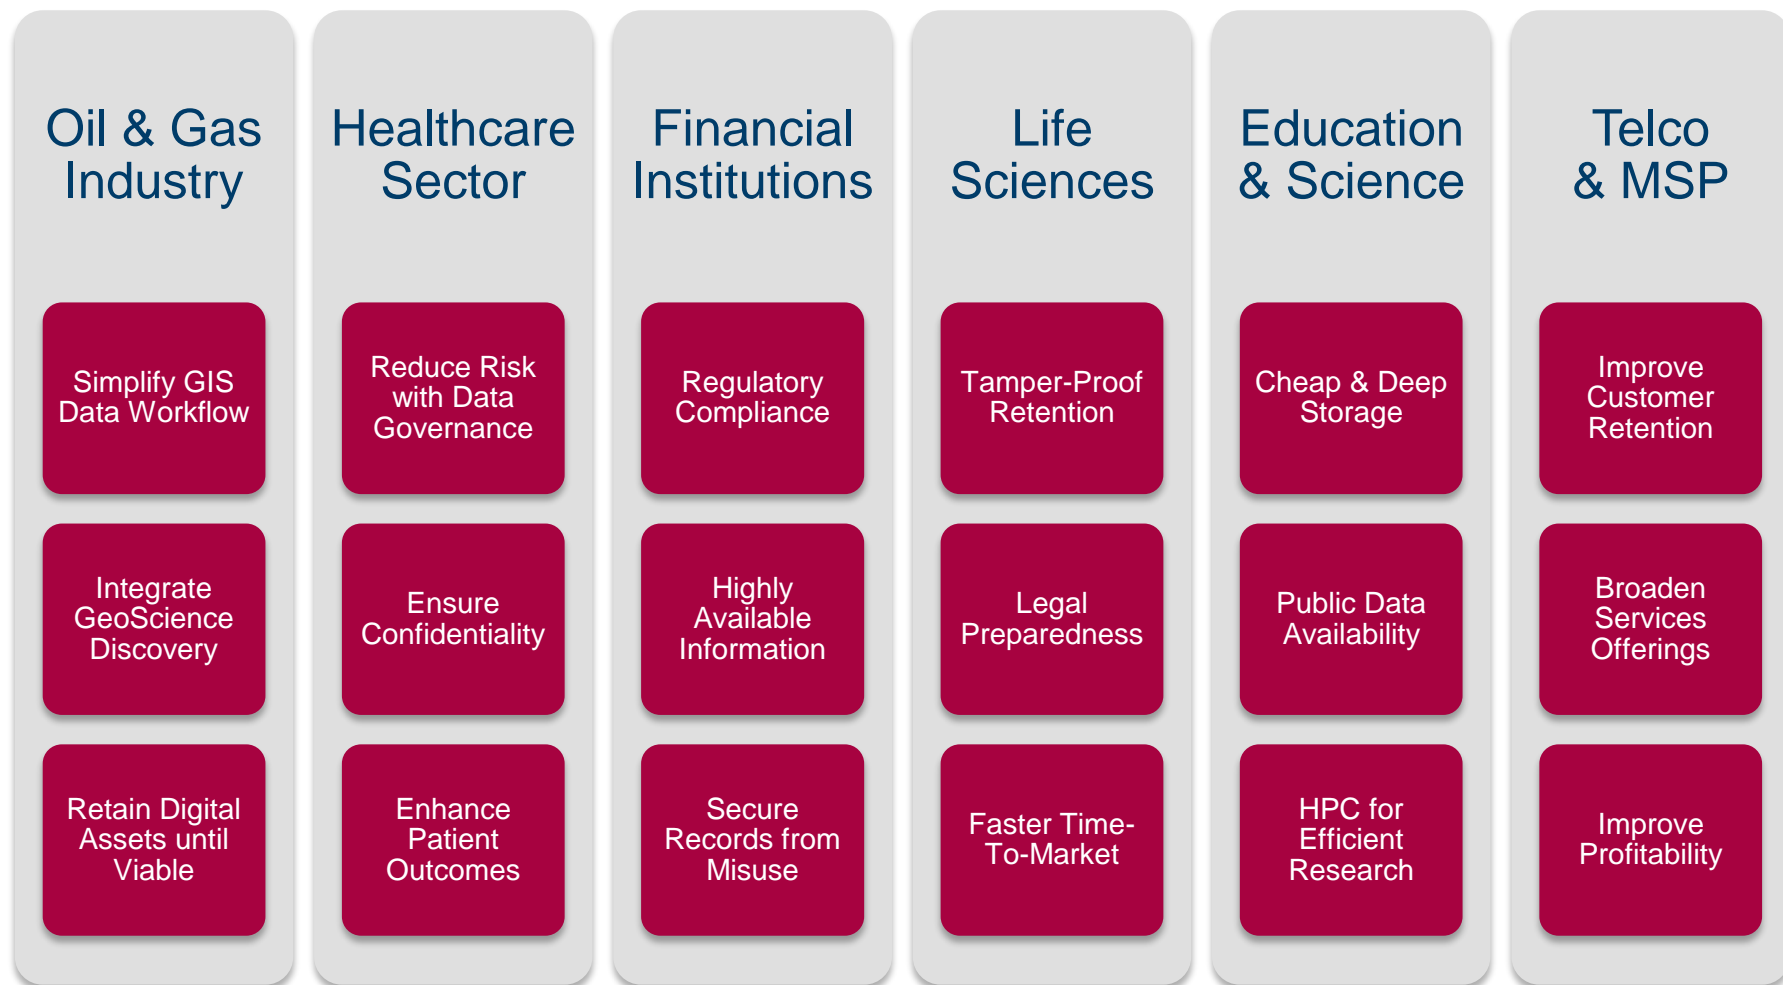 Oil & Gas
Industry
Simplify GIS
Data Workflow
Integrate
GeoScience
Discovery
Retain Digital
Assets until
Viable
Healthcare
Sector
Reduce Risk
with Data
Governance
Ensure
Confidentiality
Enhance
Patient
Outcomes
Financial
Institutions
Regulatory
Compliance
Highly
Available
Information
Secure
Records from
Misuse
Life
Sciences
Tamper-Proof
Retention
Legal
Preparedness
Faster Time-
To-Market
Education
& Science
Cheap & Deep
Storage
Public Data
Availability
HPC for
Efficient
Research
Telco
& MSP
Improve
Customer
Retention
Broaden
Services
Offerings
Improve
Profitability